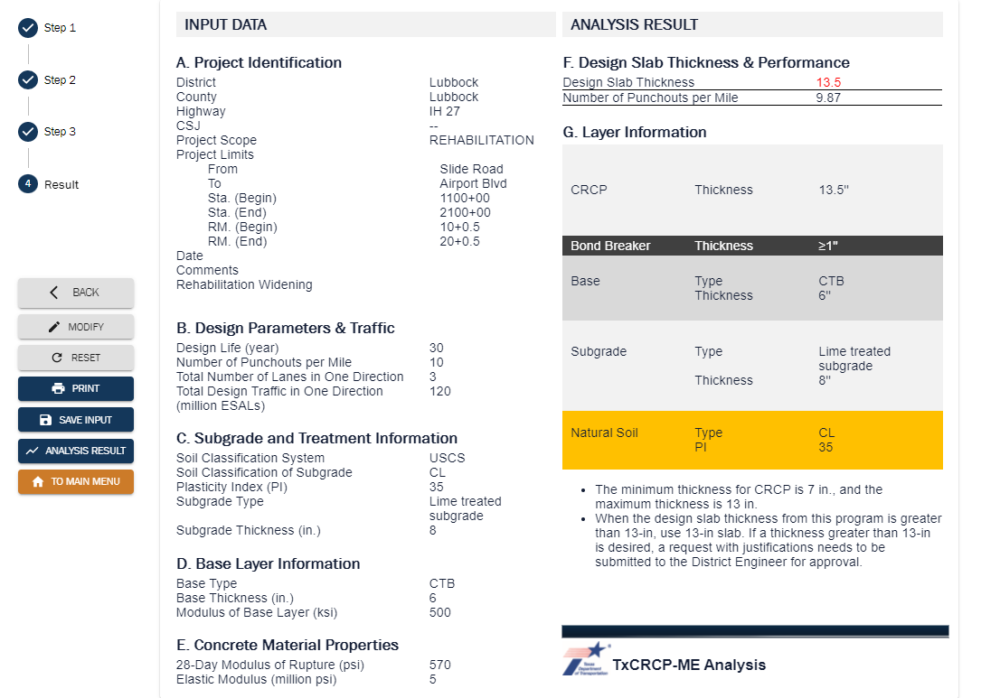 Step 1
Step 2
Step 3
4 Result
BACK
MODIFY
RESET
PRINT
SAVE INPUT
ANALYSIS RESULT
TO MAIN MENU
INPUT DATA
A. Project Identification
District Lubbock
County Lubbock
Highway IH 27
CSJ --
Project Scope REHABILITATION
Project Limits
From Slide Road
To Airport Blvd
Sta. (Begin) 1100+00
Sta. (End) 2100+00
RM. (Begin) 10+0.5
RM. (End) 20+0.5
Date
Comments
Rehabilitation Widening
B. Design Parameters & Traffic
Design Life (year) 30
Number of Punchouts per Mile 10
Total Number of Lanes in One Direction 3
Total Design Traffic in One Direction 120
(million ESALs)
C. Subgrade and Treatment Information
Soil Classification System USCS
Soil Classification of Subgrade CL
Plasticity Index (PI) 35
Subgrade Type Lime treated
subgrade
Subgrade Thickness (in.) 8
D. Base Layer Information
Base Type CTB
Base Thickness (in.) 6
Modulus of Base Layer (ksi) 500
E. Concrete Material Properties
28-Day Modulus of Rupture (psi) 570
Elastic Modulus (million psi) 5
ANALYSIS RESULT
F. Design Slab Thickness & Performance
Design Slab Thickness 13.5
Number of Punchouts per Mile 9.87
G. Layer Information
CRCP Thickness 13.5"
Bond Breaker Thickness ≥1"
Base Type CTB
Thickness 6"
Subgrade Type Lime treated
subgrade
Thickness 8"
Natural Soil Type CL
PI 35
• The minimum thickness for CRCP is 7 in., and the
maximum thickness is 13 in.
• When the design slab thickness from this program is greater
than 13-in, use 13-in slab. If a thickness greater than 13-in
is desired, a request with justifications needs to be
submitted to the District Engineer for approval.
Texas
Department
of Transportation
TxCRCP-ME Analysis